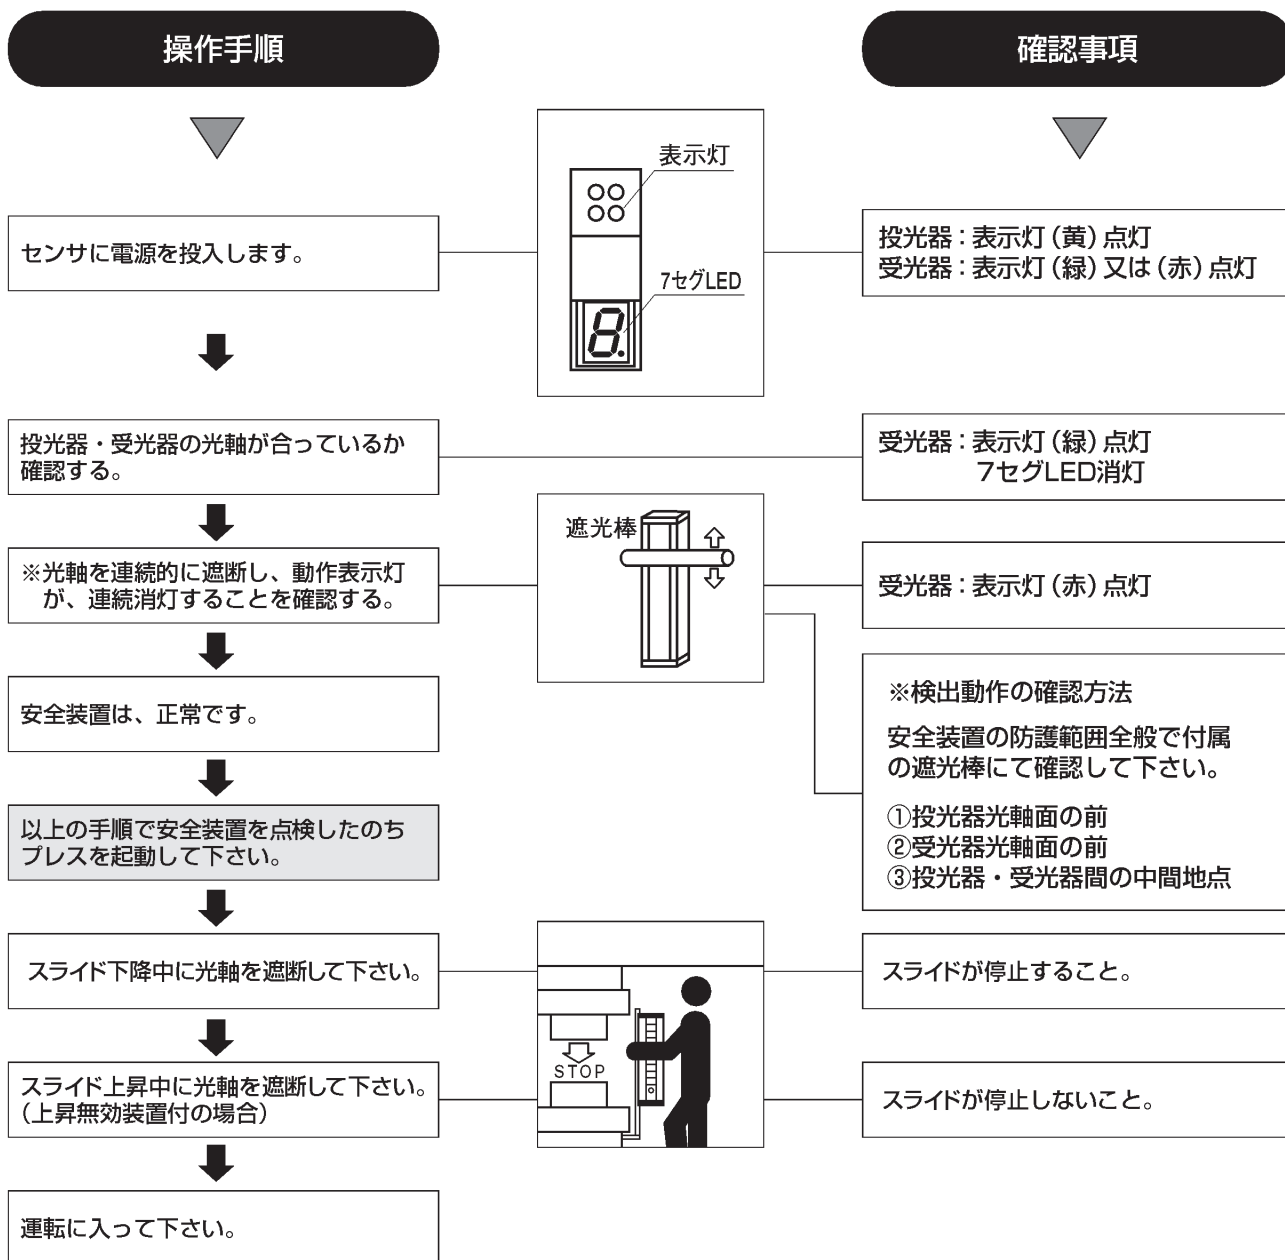 操作手順
確認事項
表示灯
7セグLED
センサに電源を投入します。
投光器：表示灯（黄）点灯
受光器：表示灯（緑）又は（赤）点灯
投光器・受光器の光軸が合っているか
確認する。
受光器：表示灯（緑）点灯
7セグLED消灯
※光軸を連続的に遮断し、動作表示灯
が、連続消灯することを確認する。
遮光棒
受光器：表示灯（赤）点灯
安全装置は、正常です。
※検出動作の確認方法
安全装置の防護範囲全般で付属
の遮光棒にて確認して下さい。
①投光器光軸面の前
②受光器光軸面の前
③投光器・受光器間の中間地点
以上の手順で安全装置を点検したのち
プレスを起動して下さい。
スライド下降中に光軸を遮断して下さい。
STOP
スライドが停止すること。
スライド上昇中に光軸を遮断して下さい。
（上昇無効装置付の場合）
スライドが停止しないこと。
運転に入って下さい。